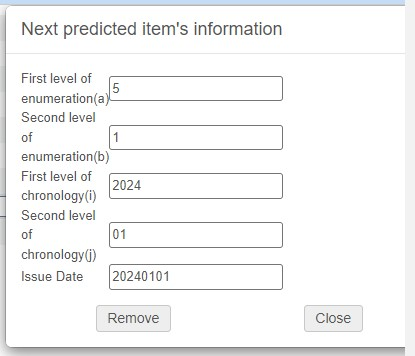 Next predicted item's information
First level of
enumeration(a)
5
Second level
of
enumeration(b)
1
First level of
chronology(i)
2024
Second level
of
chronology(j)
01
Issue Date
20240101
Remove
Close